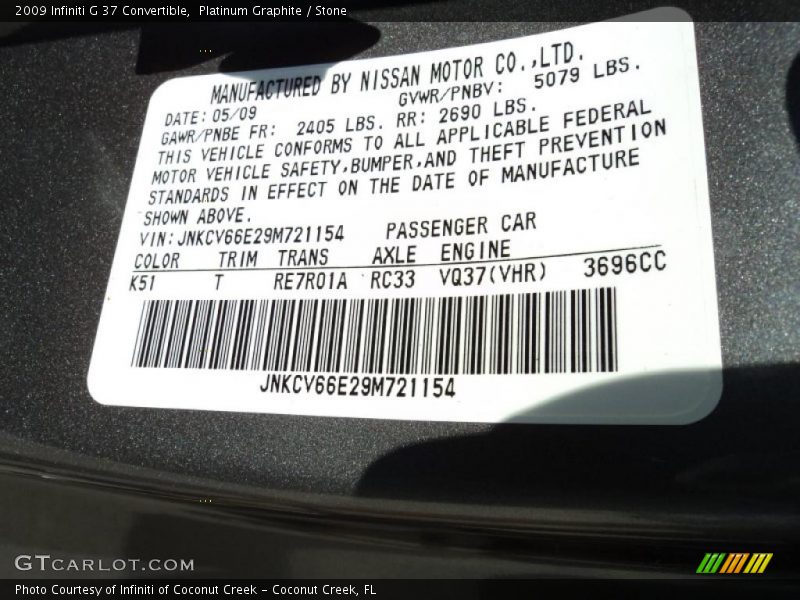 2009 Infiniti G 37 Convertible, Platinum Graphite / Stone
MANUFACTURED BY NISSAN MOTOR CO.,LTD.
DATE: 05/09 GVWR/PNBV: 5079 LBS.
GAWR/PNBE FR: 2405 LBS. RR: 2690 LBS.
THIS VEHICLE CONFORMS TO ALL APPLICABLE FEDERAL
MOTOR VEHICLE SAFETY,BUMPER,AND THEFT PREVENTION
STANDARDS IN EFFECT ON THE DATE OF MANUFACTURE
SHOWN ABOVE.
VIN: JNKCV66E29M721154 PASSENGER CAR
COLOR TRIM TRANS AXLE ENGINE
K51 T RE7R01A RC33 VQ37(VHR) 3696CC
JNKCV66E29M721154
GTCARLOT.COM
Photo Courtesy of Infiniti of Coconut Creek - Coconut Creek, FL